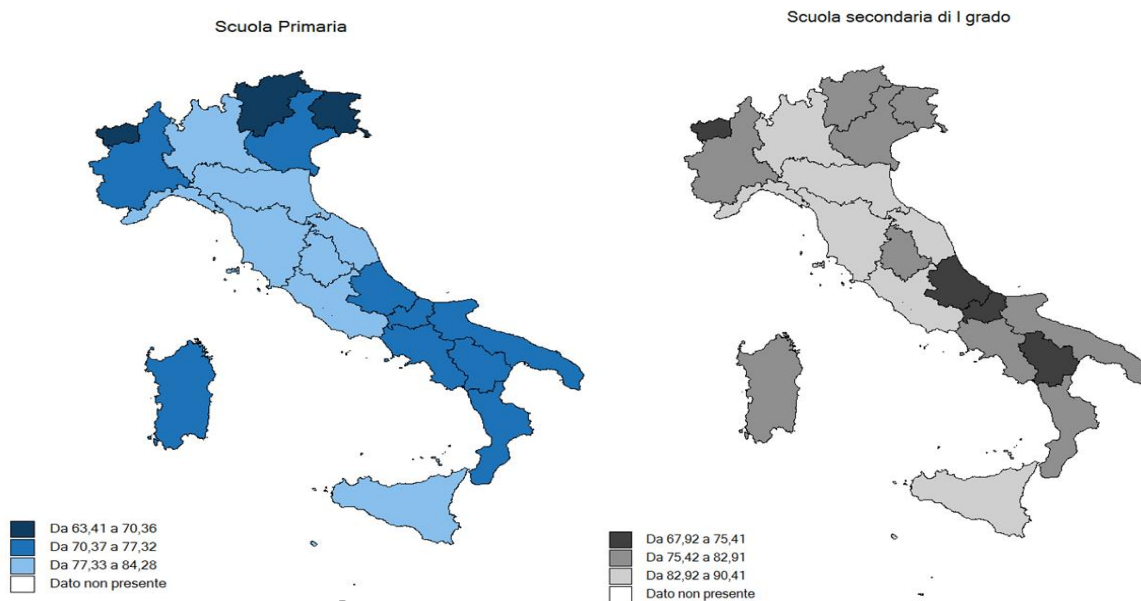 Scuola Primaria
Da 63,41 a 70,36
Da 70,37 a 77,32
Da 77,33 a 84,28
Dato non presente
Scuola secondaria di I grado
Da 67,92 a 75,41
Da 75,42 a 82,91
Da 82,92 a 90,41
Dato non presente